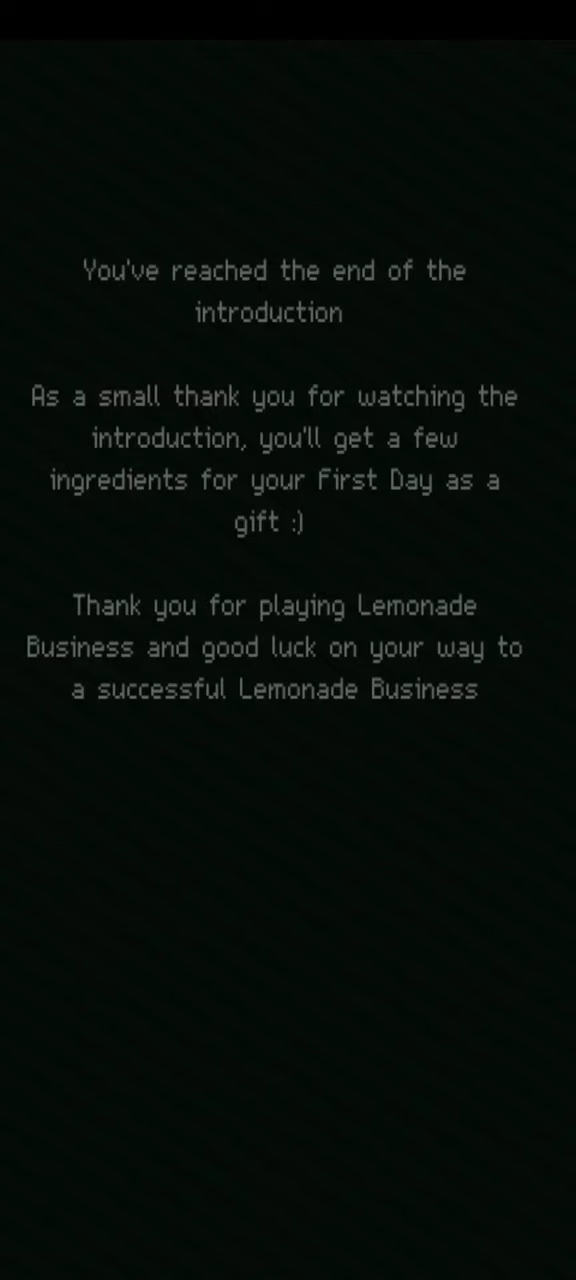 You've reached the end of the
introduction
As a small thank you for watching the
introduction, you'll get a few
ingredients for your First Day as a
gift :)
Thank you for playing Lemonade
Business and good luck on your way to
a successful Lemonade Business